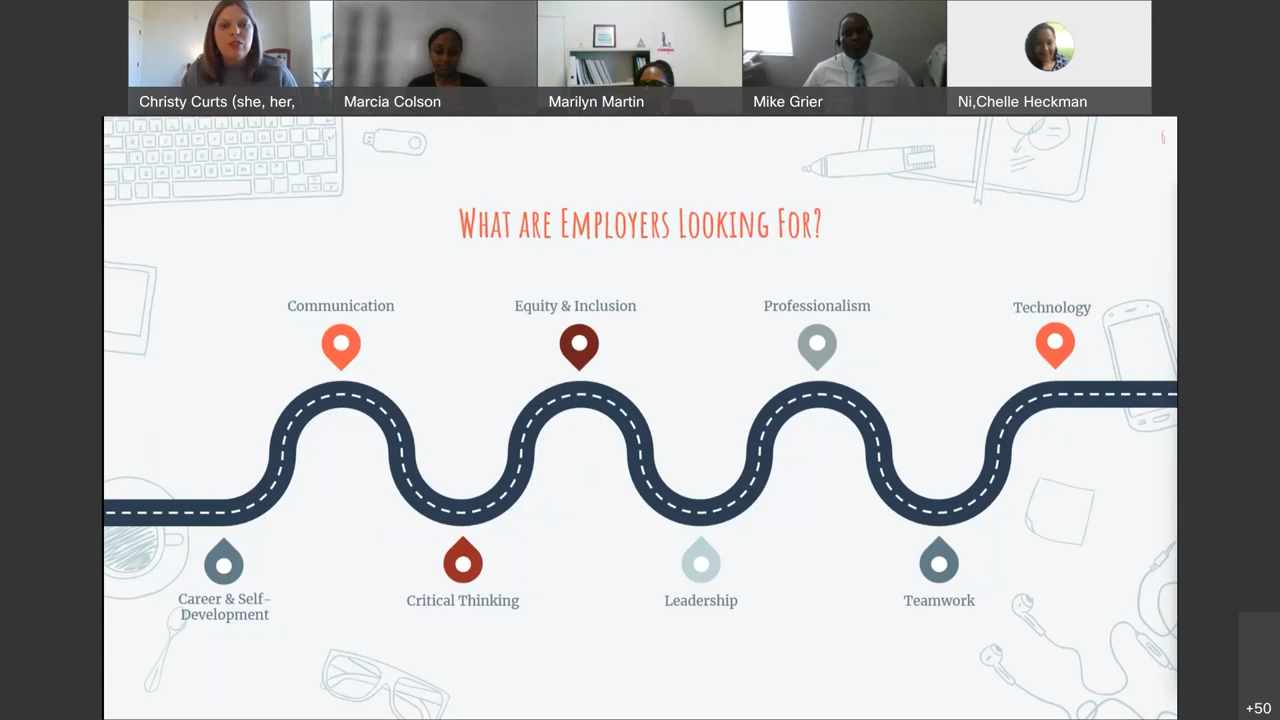 Christy Curts (she, her,
Marcia Colson
Marilyn Martin
Mike Grier
Ni,Chelle Heckman
6
What are Employers Looking For?
Communication
Equity & Inclusion
Professionalism
Technology
Career & Self-
Development
Critical Thinking
Leadership
Teamwork
+50